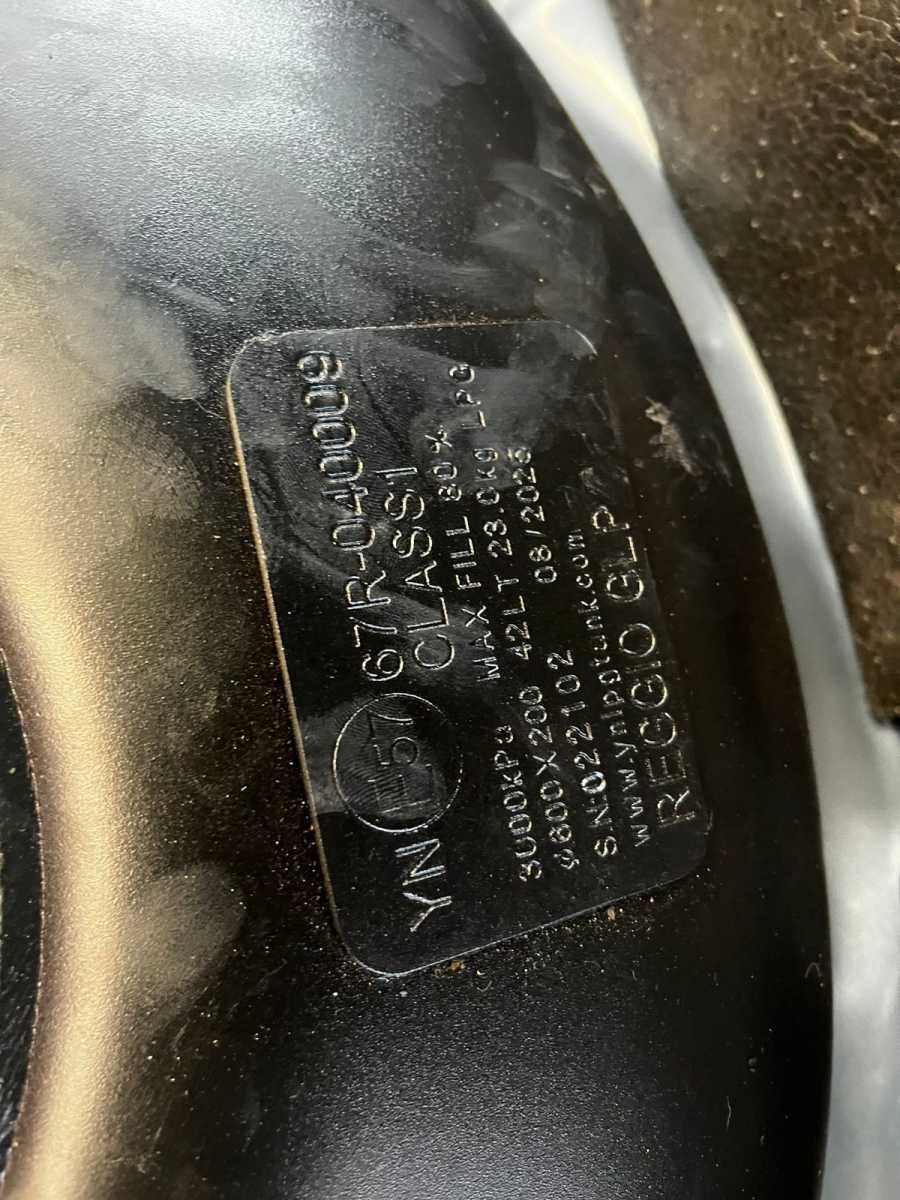 YN E57 67R-040009
CLASS1
MAX FILL 80%
3000kPa 42LT 23.0kg LPG
φ600X200 08/2023
S.N:022102
www.ynlpgtank.com
REGGIO GLP